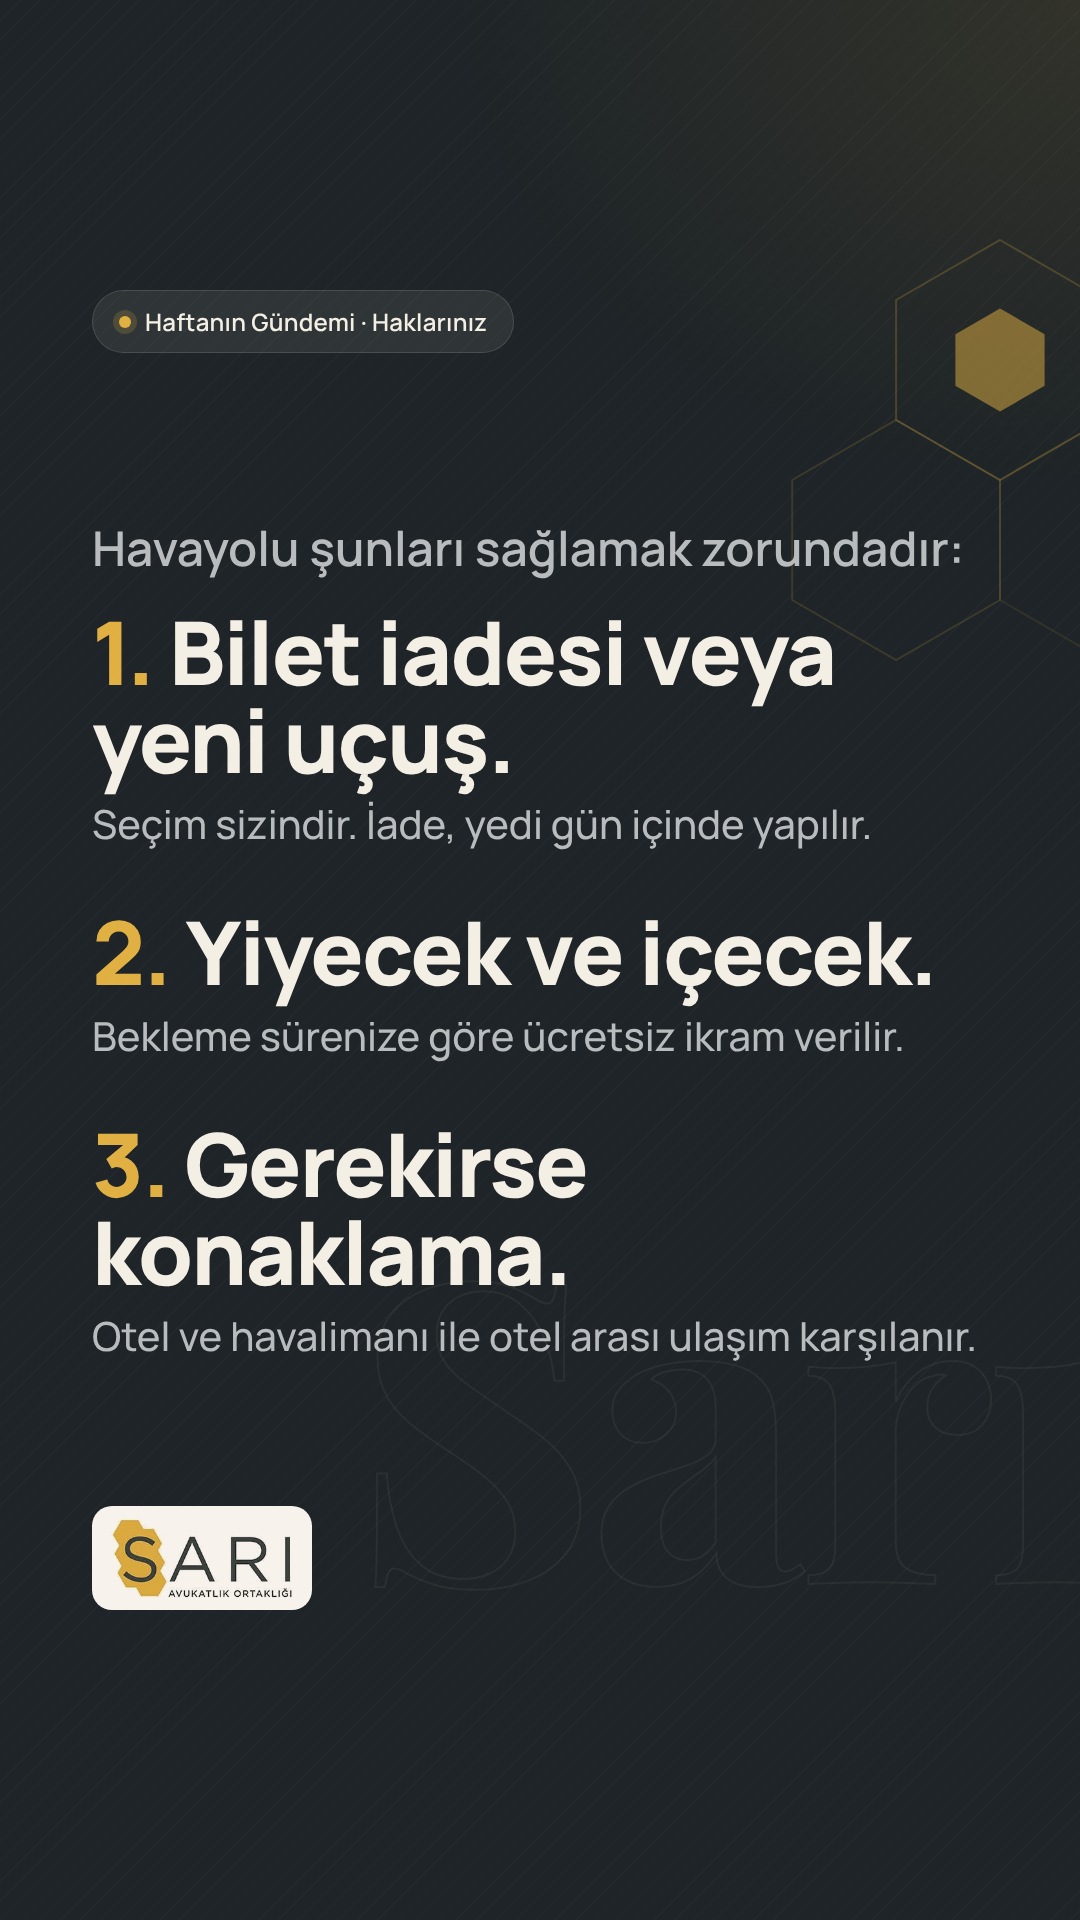 Haftanın Gündemi · Haklarınız
Havayolu şunları sağlamak zorundadır:
1. Bilet iadesi veya
yeni uçuş.
Seçim sizindir. İade, yedi gün içinde yapılır.
2. Yiyecek ve içecek.
Bekleme sürenize göre ücretsiz ikram verilir.
3. Gerekirse
konaklama.
Otel ve havalimanı ile otel arası ulaşım karşılanır.
Sarı
SARI
AVUKATLIK ORTAKLIĞI